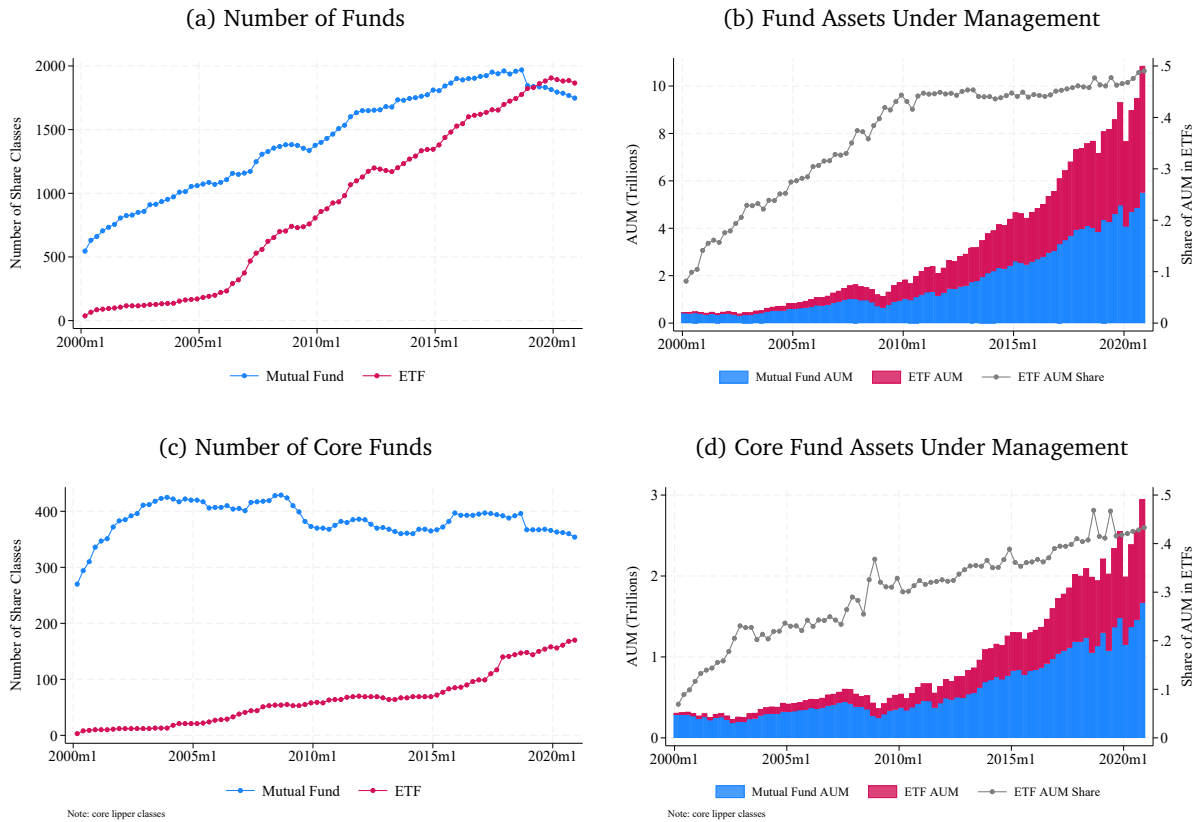 (a) Number of Funds
Number of Share Classes
2000
1500
1000
500
0
2000m1 2005m1 2010m1 2015m1 2020m1
Mutual Fund ETF
(b) Fund Assets Under Management
AUM (Trillions)
10
8
6
4
2
0
Share of AUM in ETFs
.5
.4
.3
.2
.1
0
2000m1 2005m1 2010m1 2015m1 2020m1
Mutual Fund AUM ETF AUM ETF AUM Share
(c) Number of Core Funds
Number of Share Classes
400
300
200
100
0
2000m1 2005m1 2010m1 2015m1 2020m1
Mutual Fund ETF
Note: core lipper classes
(d) Core Fund Assets Under Management
AUM (Trillions)
3
2
1
0
Share of AUM in ETFs
.5
.4
.3
.2
.1
0
2000m1 2005m1 2010m1 2015m1 2020m1
Mutual Fund AUM ETF AUM ETF AUM Share
Note: core lipper classes